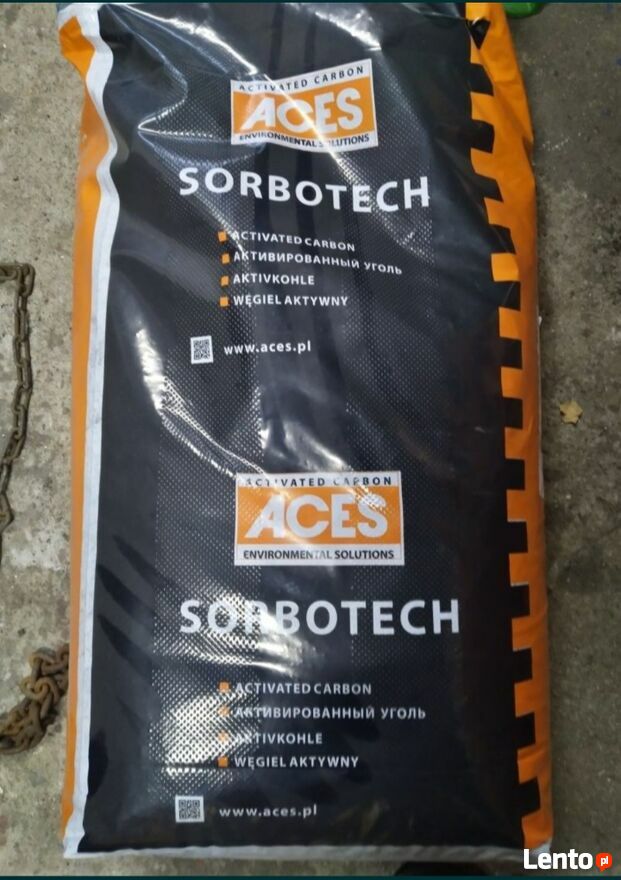 ACTIVATED CARBON
ACES
ENVIRONMENTAL SOLUTIONS
SORBOTECH
ACTIVATED CARBON
АКТИВИРОВАННЫЙ УГОЛЬ
AKTIVKOHLE
WĘGIEL AKTYWNY
www.aces.pl
ACTIVATED CARBON
ACES
ENVIRONMENTAL SOLUTIONS
SORBOTECH
ACTIVATED CARBON
АКТИВИРОВАННЫЙ УГОЛЬ
AKTIVKOHLE
WĘGIEL AKTYWNY
www.aces.pl
Lento pl